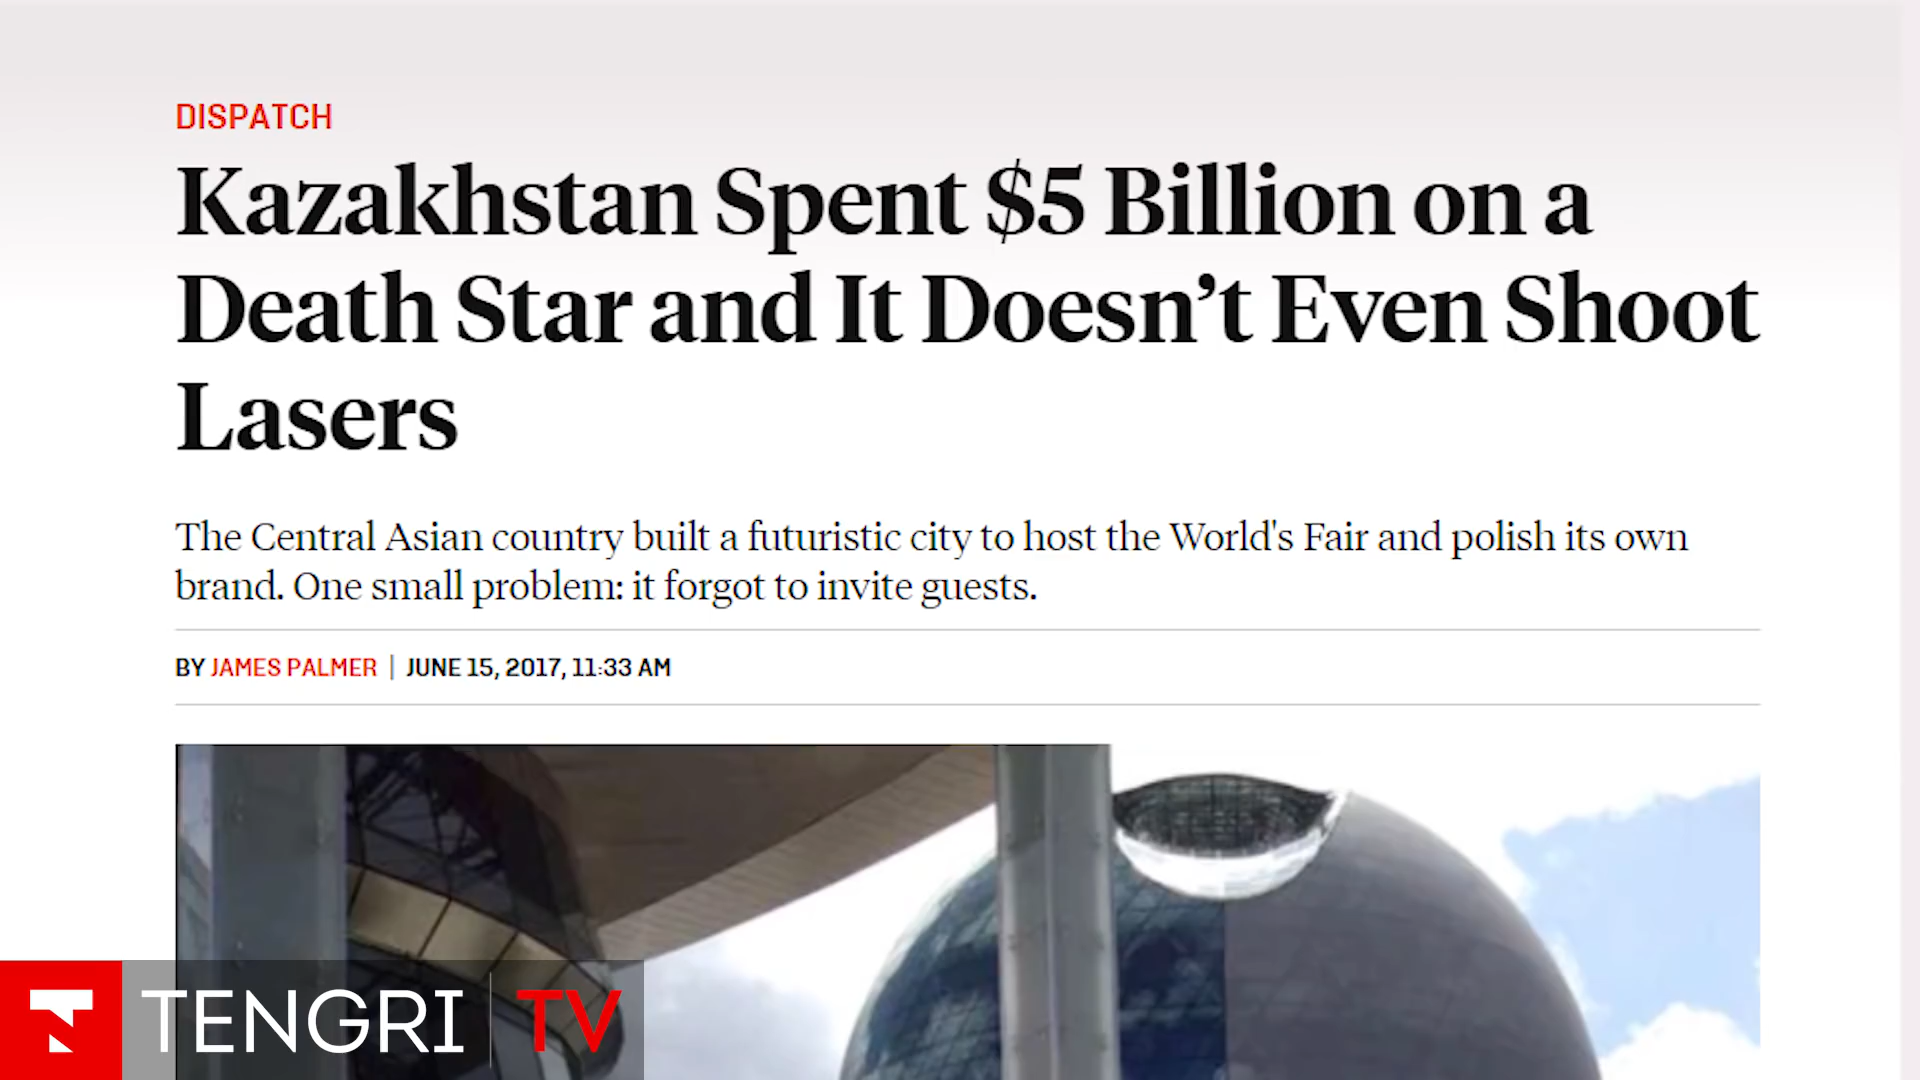 DISPATCH
Kazakhstan Spent $5 Billion on a
Death Star and It Doesn’t Even Shoot
Lasers
The Central Asian country built a futuristic city to host the World's Fair and polish its own
brand. One small problem: it forgot to invite guests.
BY JAMES PALMER | JUNE 15, 2017, 11:33 AM
TENGRI TV